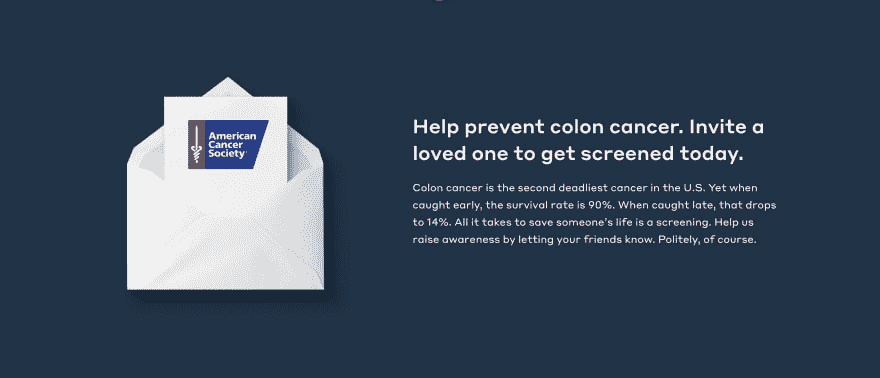 American
Cancer
Society
Help prevent colon cancer. Invite a
loved one to get screened today.
Colon cancer is the second deadliest cancer in the U.S. Yet when
caught early, the survival rate is 90%. When caught late, that drops
to 14%. All it takes to save someone's life is a screening. Help us
raise awareness by letting your friends know. Politely, of course.